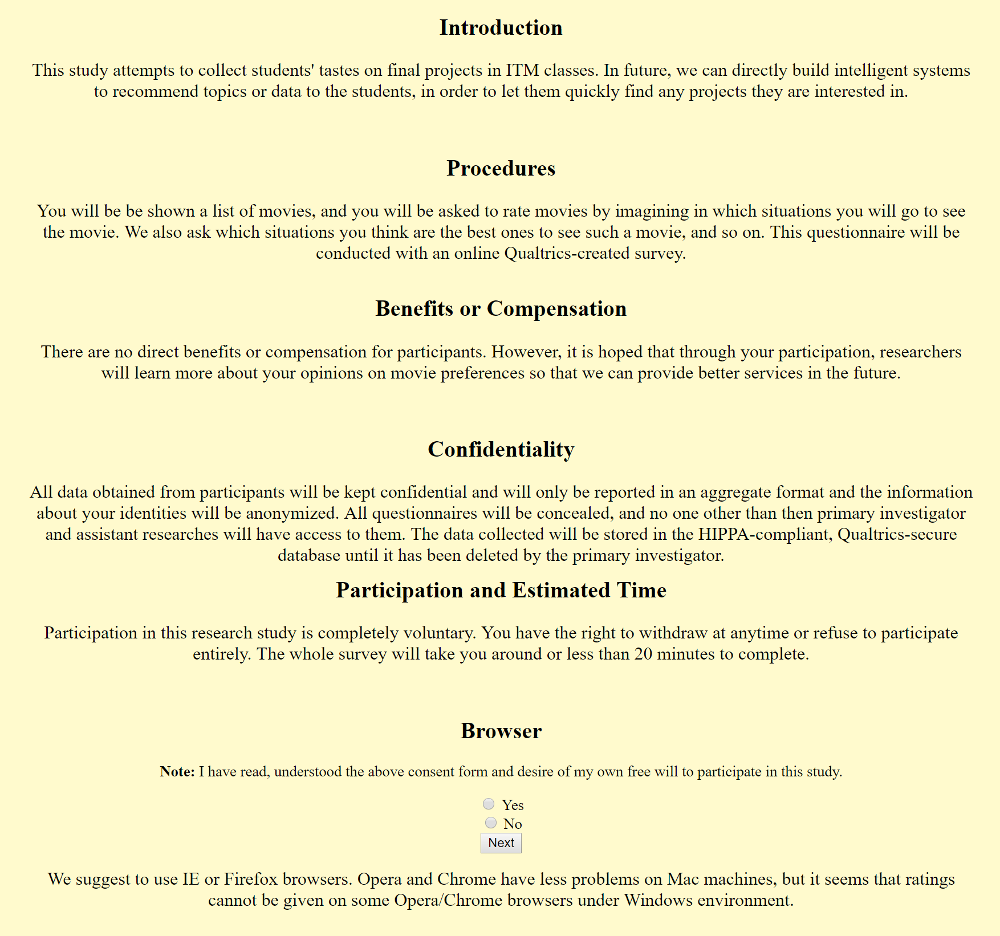 Introduction
This study attempts to collect students' tastes on final projects in ITM classes. In future, we can directly build intelligent systems
to recommend topics or data to the students, in order to let them quickly find any projects they are interested in.
Procedures
You will be be shown a list of movies, and you will be asked to rate movies by imagining in which situations you will go to see
the movie. We also ask which situations you think are the best ones to see such a movie, and so on. This questionnaire will be
conducted with an online Qualtrics-created survey.
Benefits or Compensation
There are no direct benefits or compensation for participants. However, it is hoped that through your participation, researchers
will learn more about your opinions on movie preferences so that we can provide better services in the future.
Confidentiality
All data obtained from participants will be kept confidential and will only be reported in an aggregate format and the information
about your identities will be anonymized. All questionnaires will be concealed, and no one other than then primary investigator
and assistant researches will have access to them. The data collected will be stored in the HIPPA-compliant, Qualtrics-secure
database until it has been deleted by the primary investigator.
Participation and Estimated Time
Participation in this research study is completely voluntary. You have the right to withdraw at anytime or refuse to participate
entirely. The whole survey will take you around or less than 20 minutes to complete.
Browser
Note: I have read, understood the above consent form and desire of my own free will to participate in this study.
Yes
No
Next
We suggest to use IE or Firefox browsers. Opera and Chrome have less problems on Mac machines, but it seems that ratings
cannot be given on some Opera/Chrome browsers under Windows environment.